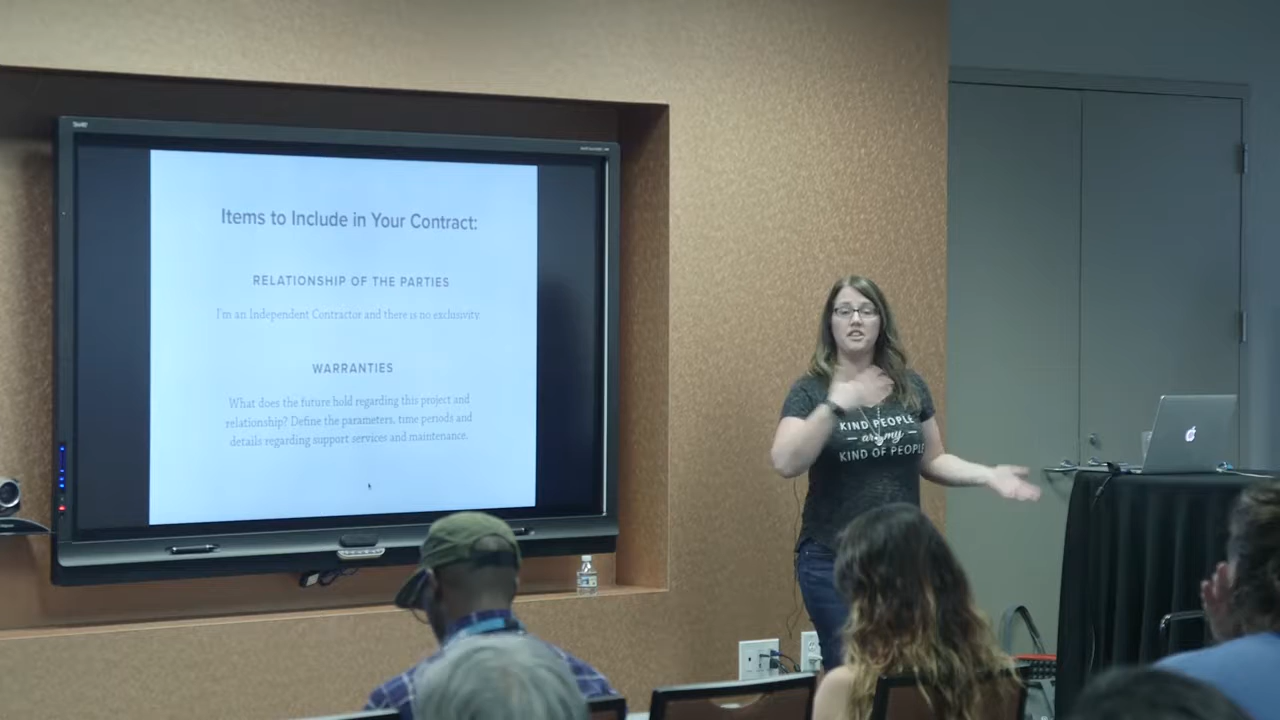 Items to Include in Your Contract:
RELATIONSHIP OF THE PARTIES
I'm an Independent Contractor and there is no exclusivity.
WARRANTIES
What does the future hold regarding this project and
relationship? Define the parameters, time periods and
details regarding support services and maintenance.
KIND PEOPLE
are my
KIND OF PEOPLE